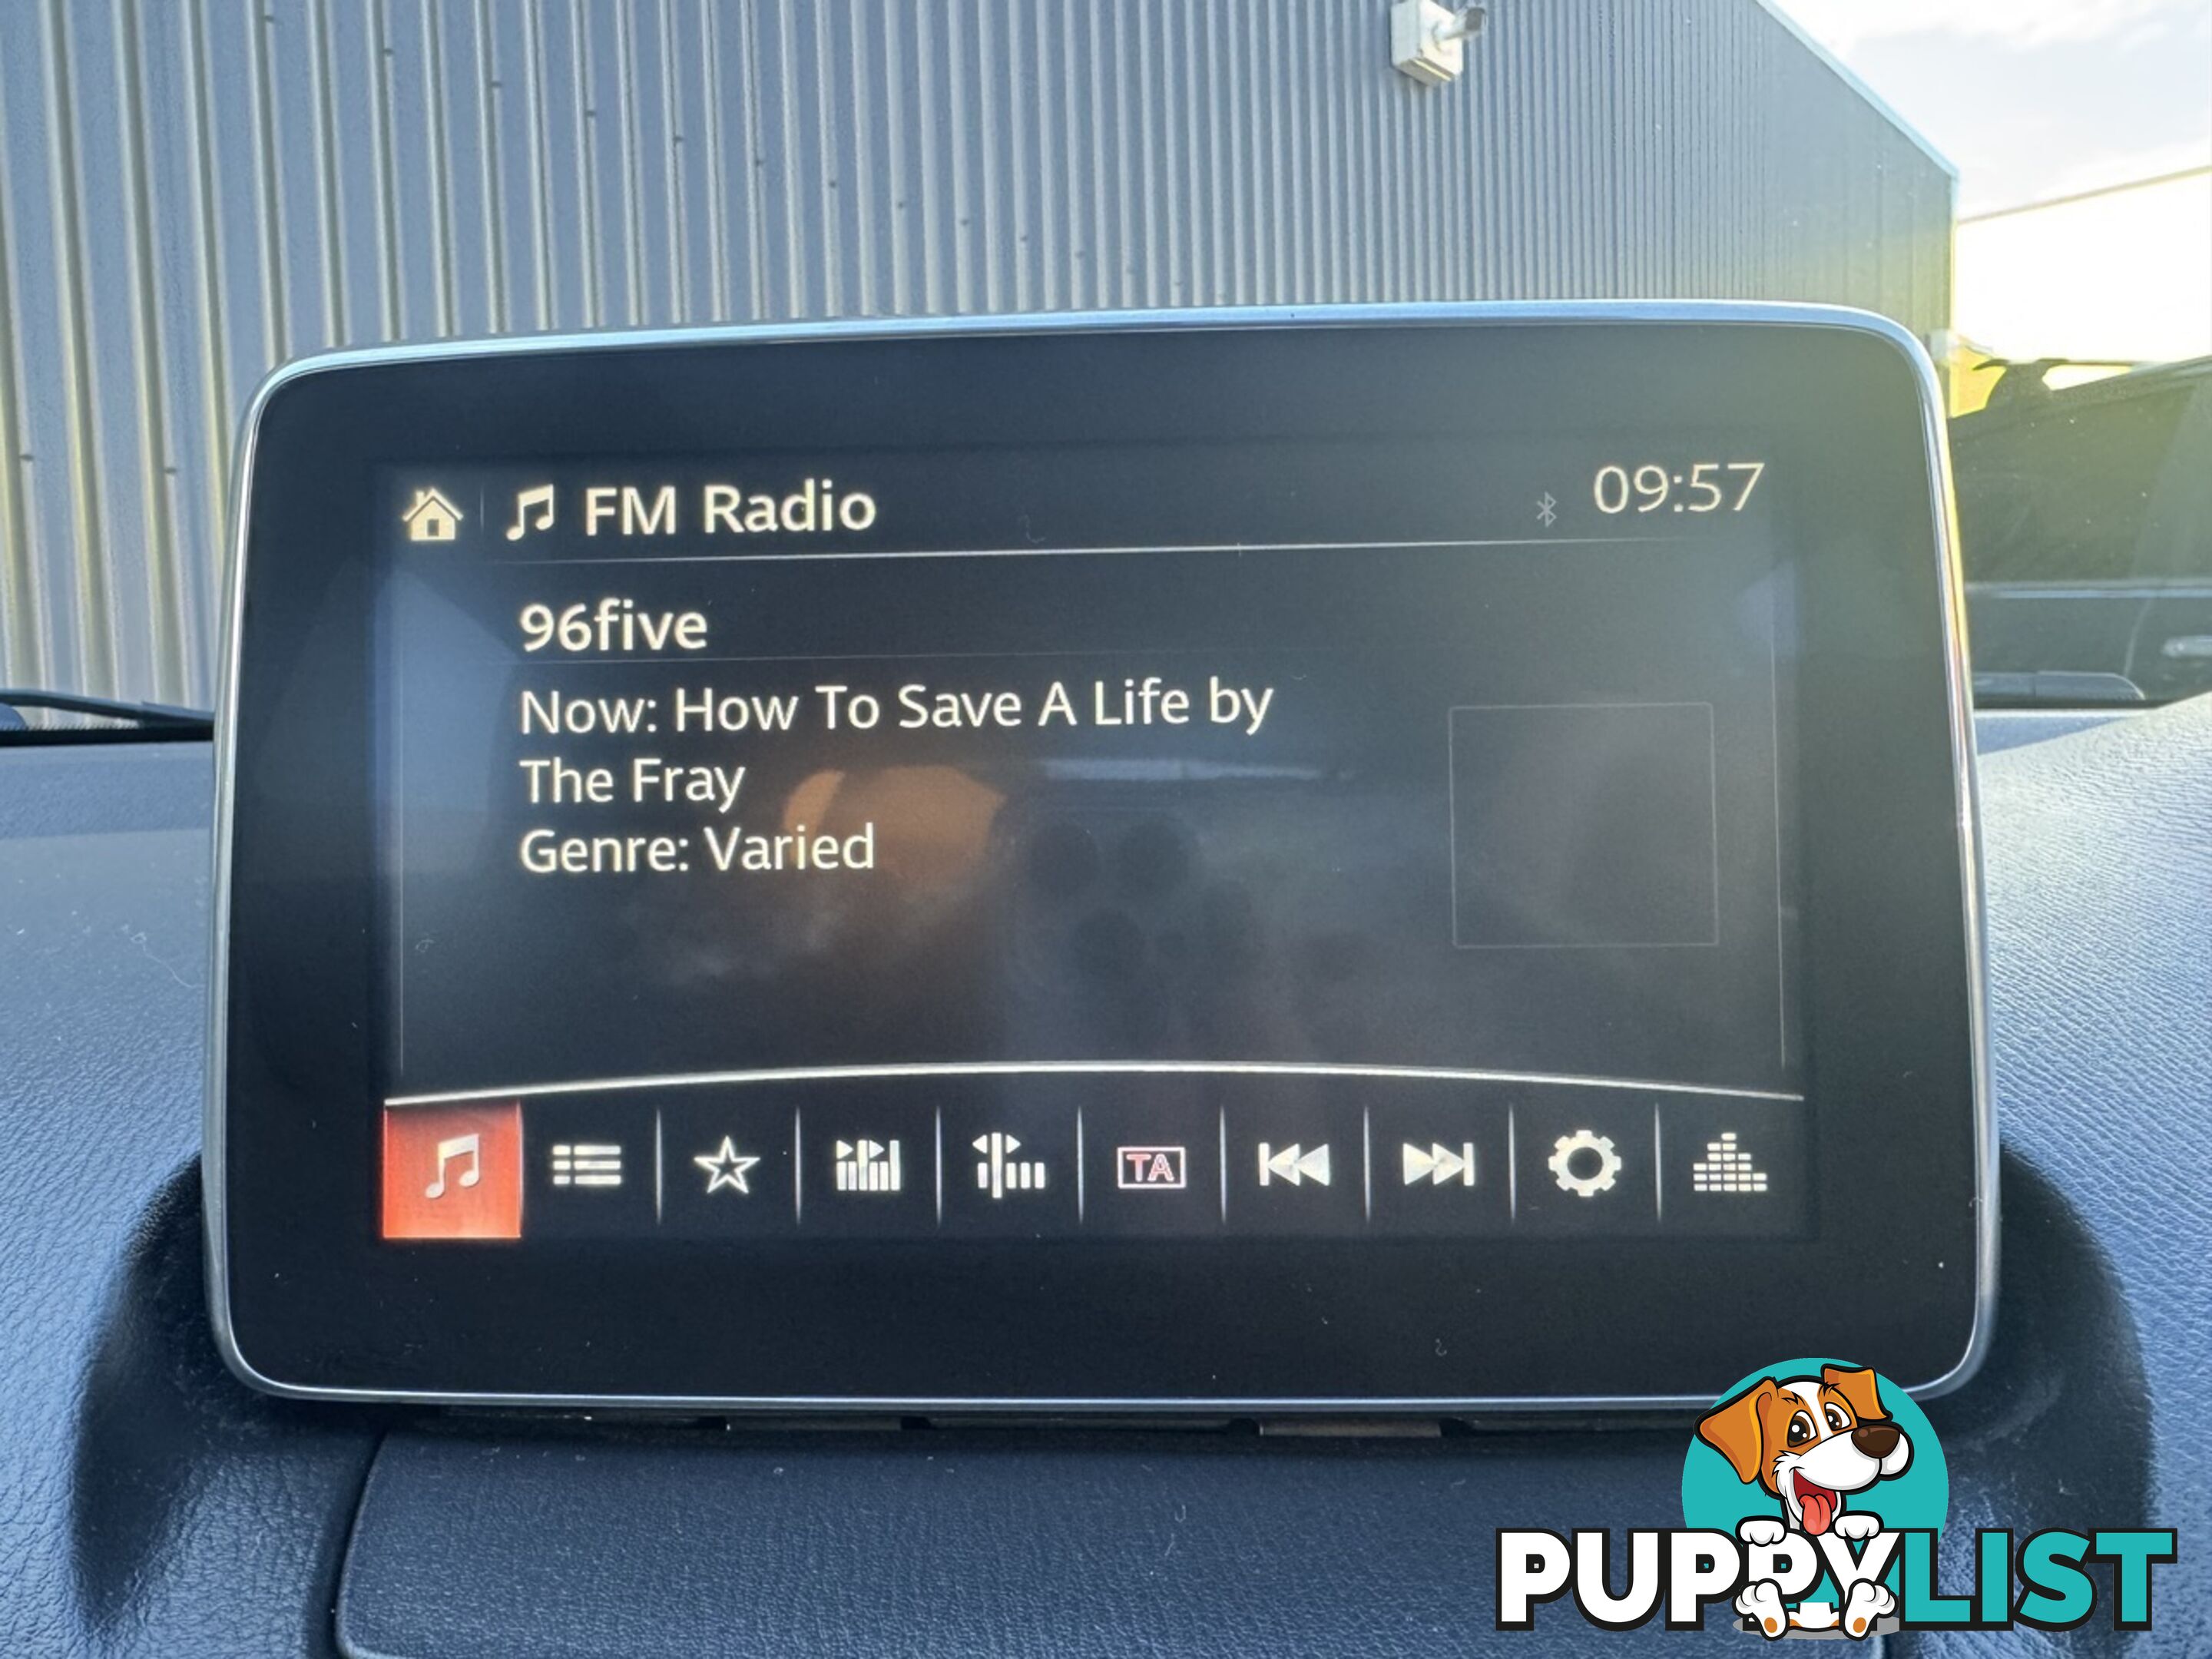 FM Radio
09:57
96five
Now: How To Save A Life by
The Fray
Genre: Varied
TA
PUPPYLIST